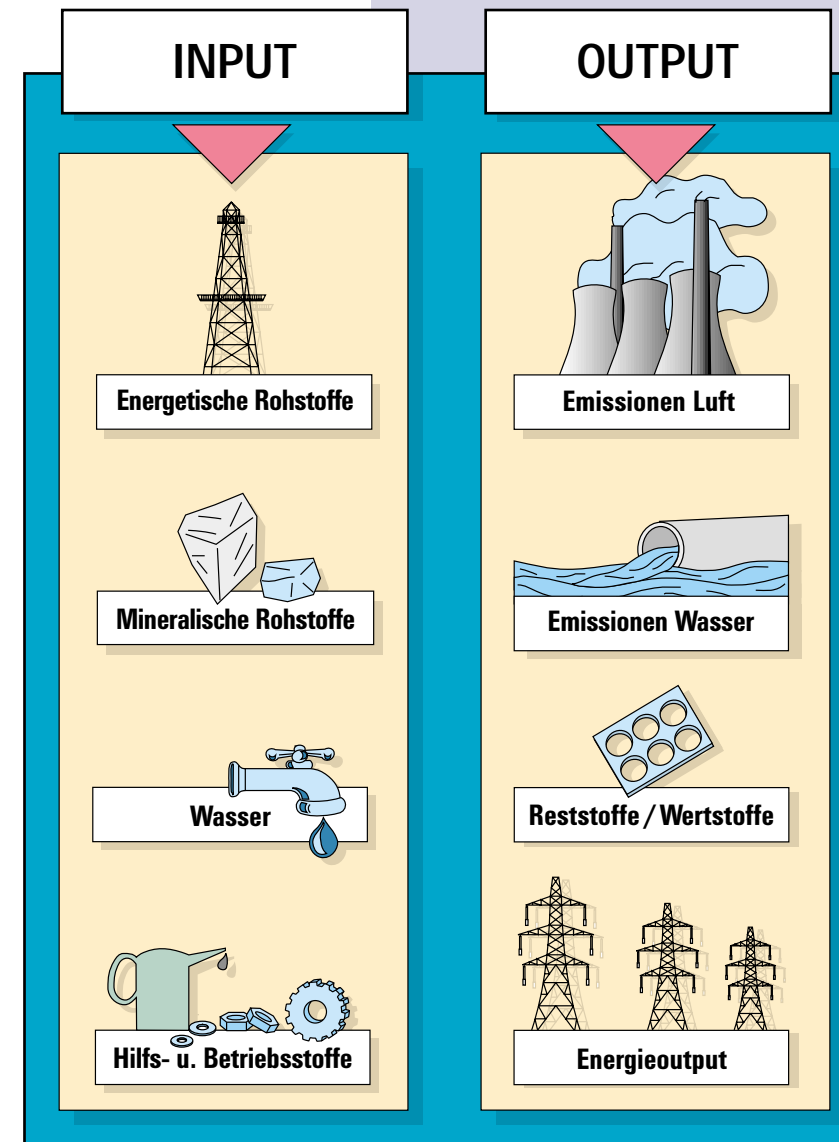 INPUT
Energetische Rohstoffe
Mineralische Rohstoffe
Wasser
Hilfs- u. Betriebsstoffe
OUTPUT
Emissionen Luft
Emissionen Wasser
Reststoffe / Wertstoffe
Energieoutput